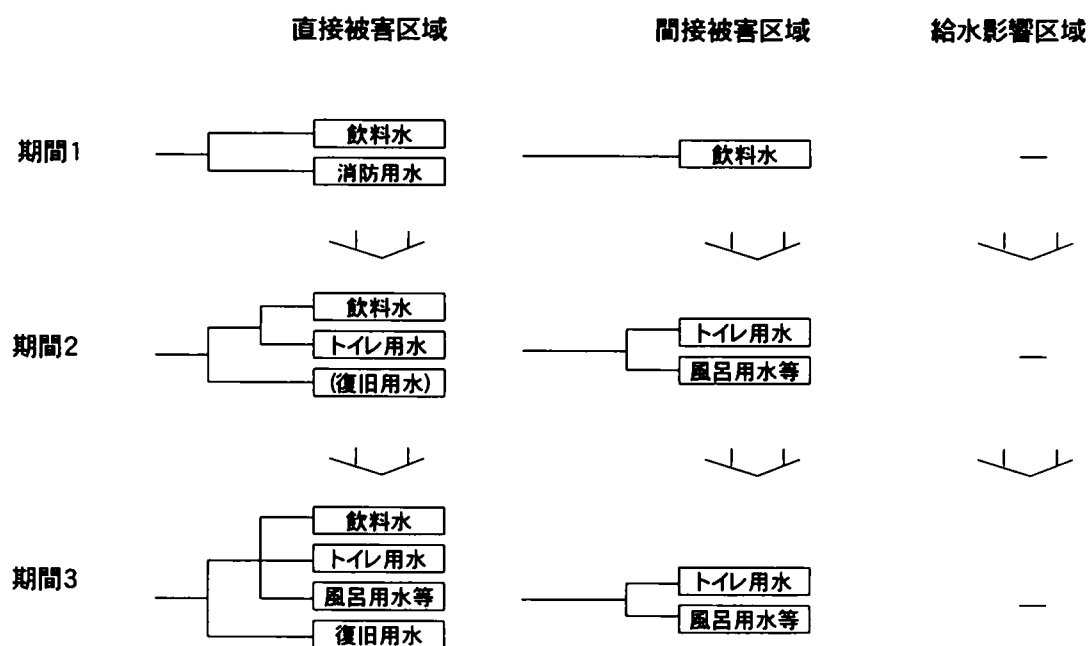 直接被害区域 間接被害区域 給水影響区域
期間1
飲料水
消防用水
飲料水
—
期間2
飲料水
トイレ用水
(復旧用水)
トイレ用水
風呂用水等
—
期間3
飲料水
トイレ用水
風呂用水等
復旧用水
トイレ用水
風呂用水等
—